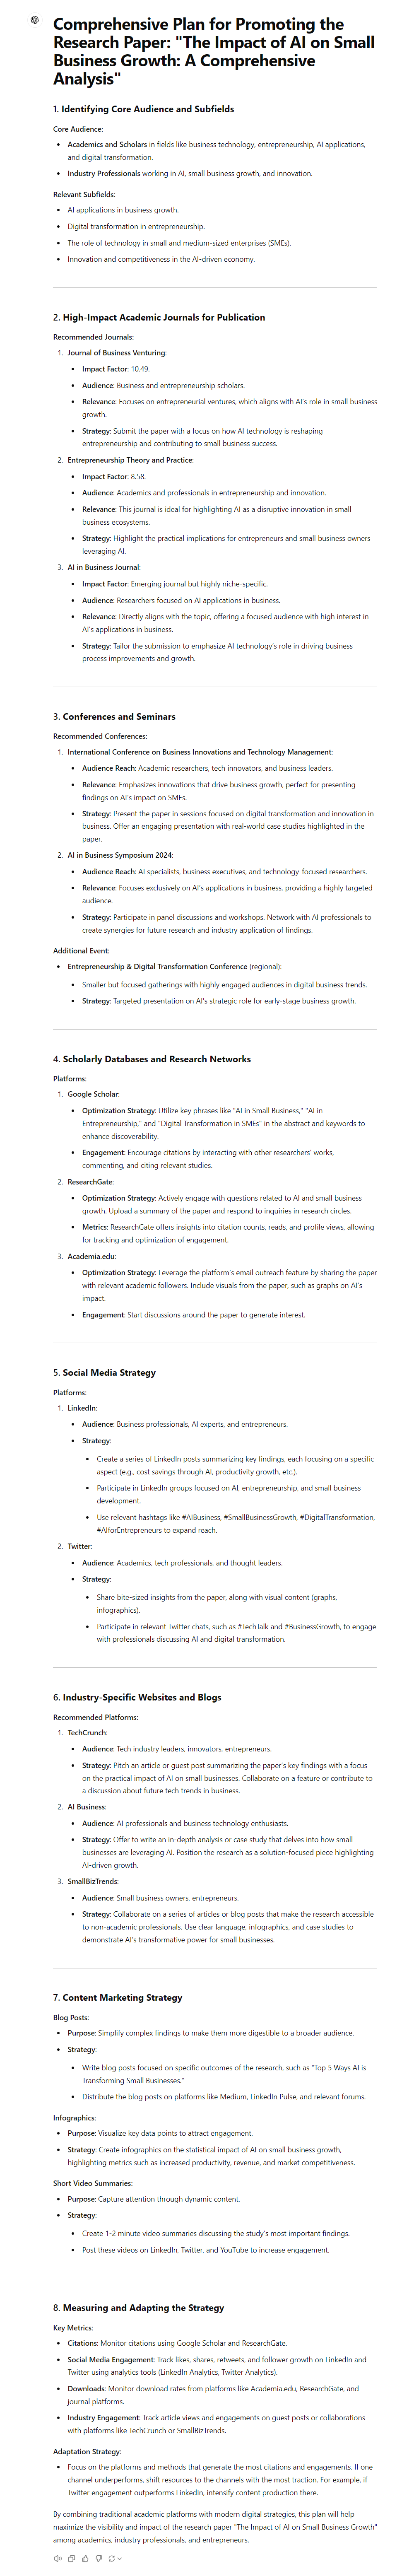 Comprehensive Plan for Promoting the
Research Paper: "The Impact of AI on Small
Business Growth: A Comprehensive
Analysis"
1. Identifying Core Audience and Subfields
Core Audience:
• Academics and Scholars in fields like business technology, entrepreneurship, AI applications,
and digital transformation.
• Industry Professionals working in AI, small business growth, and innovation.
Relevant Subfields:
• AI applications in business growth.
• Digital transformation in entrepreneurship.
• The role of technology in small and medium-sized enterprises (SMEs).
• Innovation and competitiveness in the AI-driven economy.
2. High-Impact Academic Journals for Publication
Recommended Journals:
1. Journal of Business Venturing:
• Impact Factor: 10.49.
• Audience: Business and entrepreneurship scholars.
• Relevance: Focuses on entrepreneurial ventures, which aligns with AI's role in small business
growth.
• Strategy: Submit the paper with a focus on how AI technology is reshaping
entrepreneurship and contributing to small business success.
2. Entrepreneurship Theory and Practice:
• Impact Factor: 8.58.
• Audience: Academics and professionals in entrepreneurship and innovation.
• Relevance: This journal is ideal for highlighting AI as a disruptive innovation in small
business ecosystems.
• Strategy: Highlight the practical implications for entrepreneurs and small business owners
leveraging AI.
3. AI in Business Journal:
• Impact Factor: Emerging journal but highly niche-specific.
• Audience: Researchers focused on AI applications in business.
• Relevance: Directly aligns with the topic, offering a focused audience with high interest in
AI's applications in business.
• Strategy: Tailor the submission to emphasize AI technology's role in driving business
process improvements and growth.
3. Conferences and Seminars
Recommended Conferences:
1. International Conference on Business Innovations and Technology Management:
• Audience Reach: Academic researchers, tech innovators, and business leaders.
• Relevance: Emphasizes innovations that drive business growth, perfect for presenting
findings on AI's impact on SMEs.
• Strategy: Present the paper in sessions focused on digital transformation and innovation in
business. Offer an engaging presentation with real-world case studies highlighted in the
paper.
2. AI in Business Symposium 2024:
• Audience Reach: AI specialists, business executives, and technology-focused researchers.
• Relevance: Focuses exclusively on AI's applications in business, providing a highly targeted
audience.
• Strategy: Participate in panel discussions and workshops. Network with AI professionals to
create synergies for future research and industry application of findings.
Additional Event:
• Entrepreneurship & Digital Transformation Conference (regional):
• Smaller but focused gatherings with highly engaged audiences in digital business trends.
• Strategy: Targeted presentation on AI's strategic role for early-stage business growth.
4. Scholarly Databases and Research Networks
Platforms:
1. Google Scholar:
• Optimization Strategy: Utilize key phrases like "AI in Small Business," "AI in
Entrepreneurship," and "Digital Transformation in SMEs" in the abstract and keywords to
enhance discoverability.
• Engagement: Encourage citations by interacting with other researchers' works,
commenting, and citing relevant studies.
2. ResearchGate:
• Optimization Strategy: Actively engage with questions related to AI and small business
growth. Upload a summary of the paper and respond to inquiries in research circles.
• Metrics: ResearchGate offers insights into citation counts, reads, and profile views, allowing
for tracking and optimization of engagement.
3. Academia.edu:
• Optimization Strategy: Leverage the platform's email outreach feature by sharing the paper
with relevant academic followers. Include visuals from the paper, such as graphs on AI's
impact.
• Engagement: Start discussions around the paper to generate interest.
5. Social Media Strategy
Platforms:
1. LinkedIn:
• Audience: Business professionals, AI experts, and entrepreneurs.
• Strategy:
• Create a series of LinkedIn posts summarizing key findings, each focusing on a specific
aspect (e.g., cost savings through AI, productivity growth, etc.).
• Participate in LinkedIn groups focused on AI, entrepreneurship, and small business
development.
• Use relevant hashtags like #AIBusiness, #SmallBusinessGrowth, #DigitalTransformation,
#AIforEntrepreneurs to expand reach.
2. Twitter:
• Audience: Academics, tech professionals, and thought leaders.
• Strategy:
• Share bite-sized insights from the paper, along with visual content (graphs,
infographics).
• Participate in relevant Twitter chats, such as #TechTalk and #BusinessGrowth, to engage
with professionals discussing AI and digital transformation.
6. Industry-Specific Websites and Blogs
Recommended Platforms:
1. TechCrunch:
• Audience: Tech industry leaders, innovators, entrepreneurs.
• Strategy: Pitch an article or guest post summarizing the paper's key findings with a focus
on the practical impact of AI on small businesses. Collaborate on a feature or contribute to
a discussion about future tech trends in business.
2. AI Business:
• Audience: AI professionals and business technology enthusiasts.
• Strategy: Offer to write an in-depth analysis or case study that delves into how small
businesses are leveraging AI. Position the research as a solution-focused piece highlighting
AI-driven growth.
3. SmallBizTrends:
• Audience: Small business owners, entrepreneurs.
• Strategy: Collaborate on a series of articles or blog posts that make the research accessible
to non-academic professionals. Use clear language, infographics, and case studies to
demonstrate AI's transformative power for small businesses.
7. Content Marketing Strategy
Blog Posts:
• Purpose: Simplify complex findings to make them more digestible to a broader audience.
• Strategy:
• Write blog posts focused on specific outcomes of the research, such as "Top 5 Ways AI is
Transforming Small Businesses."
• Distribute the blog posts on platforms like Medium, LinkedIn Pulse, and relevant forums.
Infographics:
• Purpose: Visualize key data points to attract engagement.
• Strategy: Create infographics on the statistical impact of AI on small business growth,
highlighting metrics such as increased productivity, revenue, and market competitiveness.
Short Video Summaries:
• Purpose: Capture attention through dynamic content.
• Strategy:
• Create 1-2 minute video summaries discussing the study's most important findings.
• Post these videos on LinkedIn, Twitter, and YouTube to increase engagement.
8. Measuring and Adapting the Strategy
Key Metrics:
• Citations: Monitor citations using Google Scholar and ResearchGate.
• Social Media Engagement: Track likes, shares, retweets, and follower growth on LinkedIn and
Twitter using analytics tools (LinkedIn Analytics, Twitter Analytics).
• Downloads: Monitor download rates from platforms like Academia.edu, ResearchGate, and
journal platforms.
• Industry Engagement: Track article views and engagements on guest posts or collaborations
with platforms like TechCrunch or SmallBizTrends.
Adaptation Strategy:
• Focus on the platforms and methods that generate the most citations and engagements. If one
channel underperforms, shift resources to the channels with the most traction. For example, if
Twitter engagement outperforms LinkedIn, intensify content production there.
By combining traditional academic platforms with modern digital strategies, this plan will help
maximize the visibility and impact of the research paper "The Impact of AI on Small Business Growth"
among academics, industry professionals, and entrepreneurs.